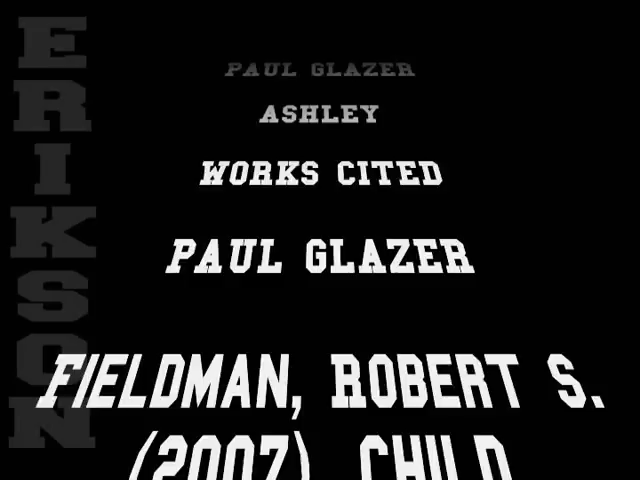 ERIKSON
PAUL GLAZER
ASHLEY
WORKS CITED
PAUL GLAZER
FIELDMAN, ROBERT S.
(2007). CHILD